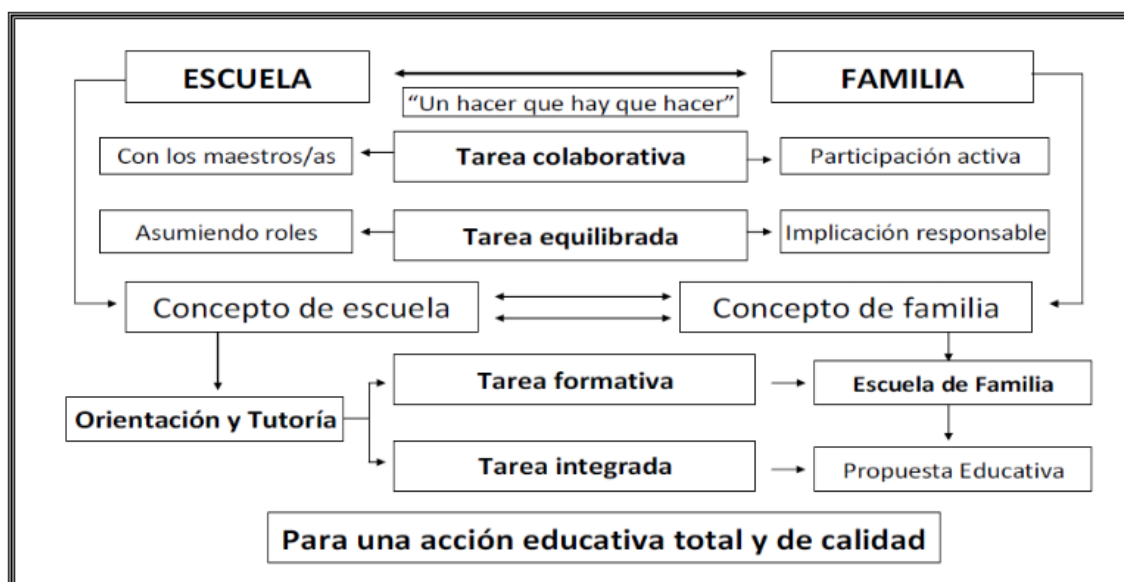 ESCUELA
FAMILIA
“Un hacer que hay que hacer”
Con los maestros/as
Tarea colaborativa
Participación activa
Asumiendo roles
Tarea equilibrada
Implicación responsable
Concepto de escuela
Concepto de familia
Tarea formativa
Escuela de Familia
Orientación y Tutoría
Tarea integrada
Propuesta Educativa
Para una acción educativa total y de calidad